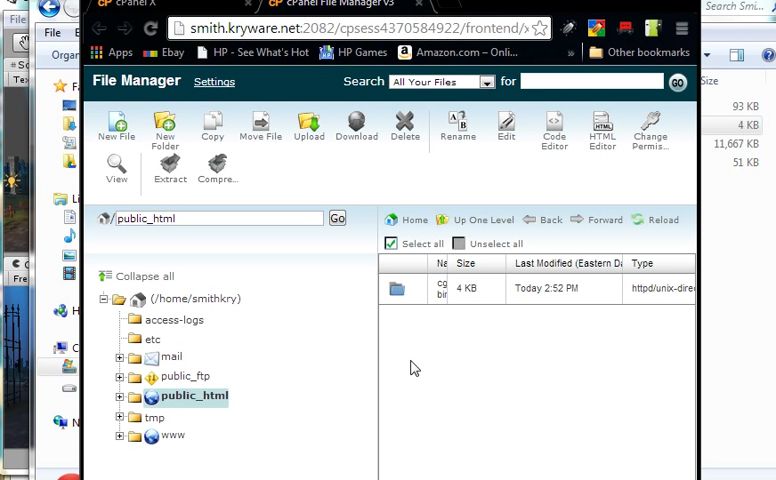 cPanel X
cPanel File Manager v3
Search Sm
File
smith.kryware.net:2082/cpsess4370584922/frontend/x
Apps
Ebay
HP - See's What's Hot
HP Games
Amazon.com – Onli...
»
Other bookmarks
Size
File Manager
Settings
Search
All Your Files
for
GO
93 KB
4 KB
11,667 KB
51 KB
New File
New Folder
Copy
Move File
Upload
Download
Delete
Rename
Edit
Code Editor
HTML Editor
Change Permis...
View
Extract
Compre...
/ public_html
Go
Home
Up One Level
Back
Forward
Reload
Select all
Unselect all
Collapse all
Na
Size
Last Modified (Eastern Da
Type
cg
bin
4 KB
Today 2:52 PM
httpd/unix-direc
(/home/smithkry)
access-logs
etc
mail
public_ftp
public_html
tmp
www